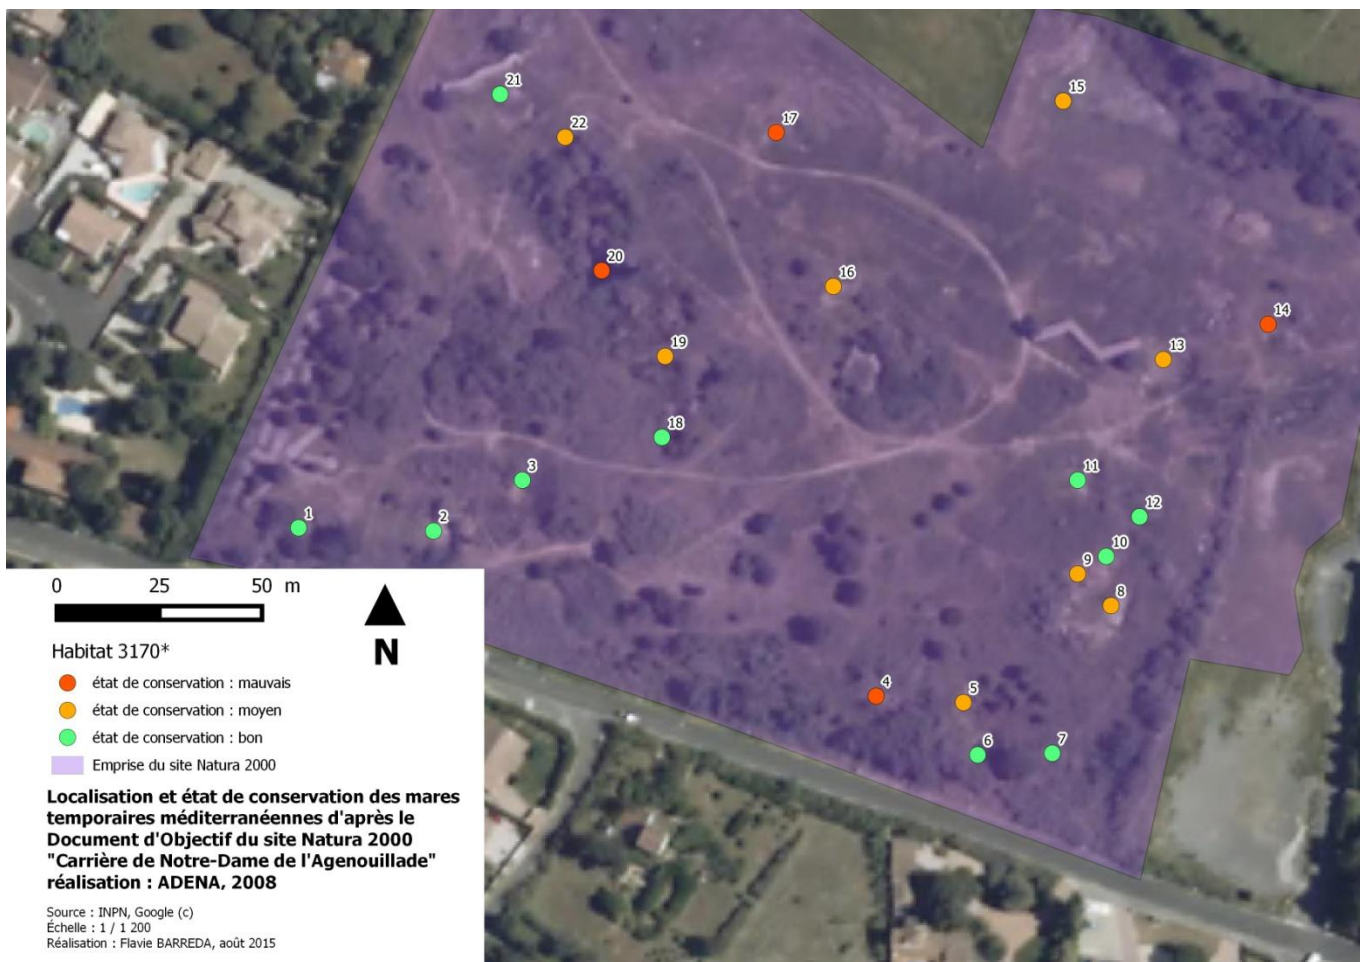 21
15
22
17
20
16
14
19
13
18
3
11
12
1
2
10
9
8
4
5
6
7
0 25 50 m
N
Habitat 3170*
état de conservation : mauvais
état de conservation : moyen
état de conservation : bon
Emprise du site Natura 2000
Localisation et état de conservation des mares
temporaires méditerranéennes d'après le
Document d'Objectif du site Natura 2000
"Carrière de Notre-Dame de l'Agenouillade"
réalisation : ADENA, 2008
Source : INPN, Google (c)
Échelle : 1 / 1 200
Réalisation : Flavie BARREDA, août 2015